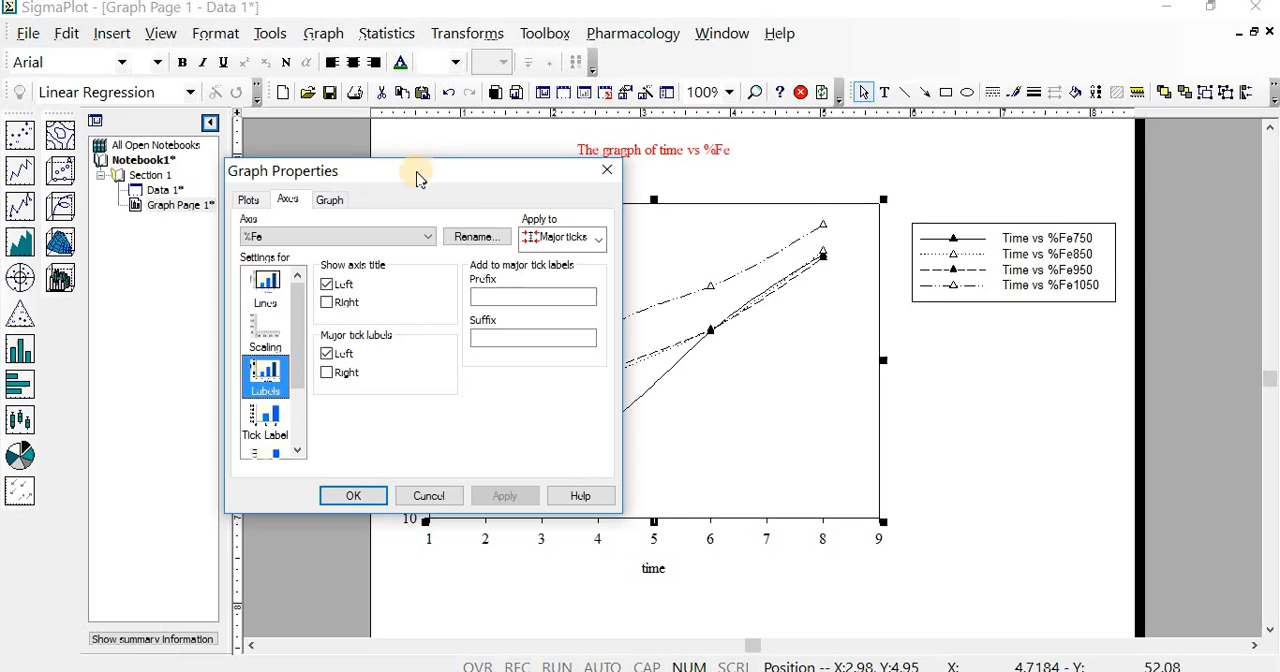 SigmaPlot - [Graph Page 1 - Data 1*]
File Edit Insert View Format Tools Graph Statistics Transforms Toolbox Pharmacology Window Help
Arial B I U N
Linear Regression 100%
All Open Notebooks
Notebook1*
Section 1
Data 1*
Graph Page 1*
Show summary information
The gragph of time vs %Fe
Graph Properties
Plots Axes Graph
Axis
%Fe
Rename...
Apply to
Major ticks
Settings for
Lines
Scaling
Labels
Tick Label
Show axis title
Left
Right
Major tick labels
Left
Right
Add to major tick labels
Prefix
Suffix
OK Cancel Apply Help
Time vs %Fe750
Time vs %Fe850
Time vs %Fe950
Time vs %Fe1050
10
1 2 3 4 5 6 7 8 9
time
OVR REC RUN AUTO CAP NUM SCRL Position -- X:2.98, Y:4.95 X: 4.7184 - Y: 52.08